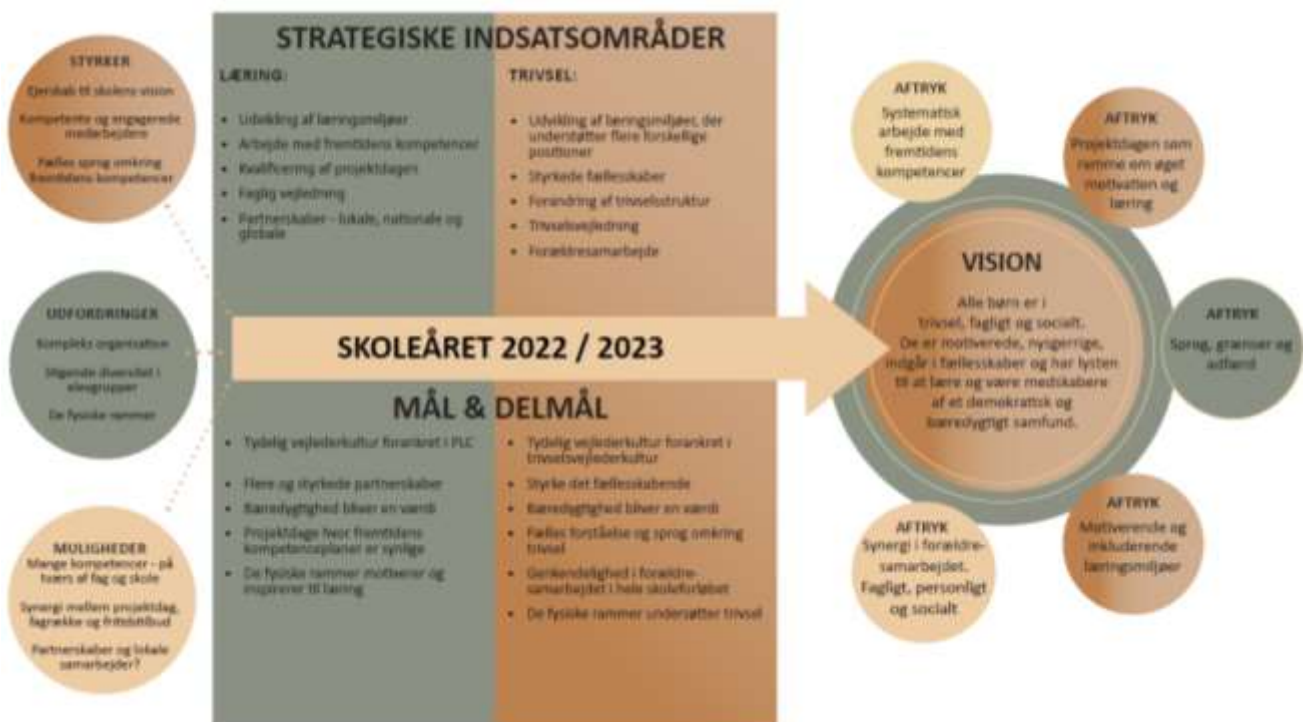 STYRKER
Ejerskab til skolens vision
Kompetente og engagerede
medarbejdere
Fælles sprog omkring
fremtidens kompetencer
UDFORDRINGER
Kompleks organisation
Stigende diversitet i
elevgrupper
De fysiske rammer
MULIGHEDER
Mange kompetencer - på
tværs af fag og skole
Synergi mellem projektdag,
fagrække og fritidstilbud
Partnerskaber og lokale
samarbejder?
STRATEGISKE INDSATSOMRÅDER
LÆRING:
• Udvikling af læringsmiljøer
• Arbejde med fremtidens kompetencer
• Kvalificering af projektdagen
• Faglig vejledning
• Partnerskaber - lokale, nationale og
globale
TRIVSEL:
• Udvikling af læringsmiljøer, der
understøtter flere forskellige
positioner
• Styrkede fællesskaber
• Forandring af trivselsstruktur
• Trivselsvejledning
• Forældresamarbejde
SKOLEÅRET 2022 / 2023
MÅL & DELMÅL
• Tydelig vejlederkultur forankret i PLC
• Flere og styrkede partnerskaber
• Bæredygtighed bliver en værdi
• Projektdage hvor fremtidens
kompetenceplaner er synlige
• De fysiske rammer motiverer og
inspirerer til læring
• Tydelig vejlederkultur forankret i
trivselsvejlederkultur
• Styrke det fællesskabende
• Bæredygtighed bliver en værdi
• Fælles forståelse og sprog omkring
trivsel
• Genkendelighed i forældre-
samarbejdet i hele skoleforløbet
• De fysiske rammer undersøtter trivsel
VISION
Alle børn er i
trivsel, fagligt og socialt.
De er motiverede, nysgerrige,
indgår i fællesskaber og har lysten
til at lære og være medskabere
af et demokratisk og
bæredygtigt samfund.
AFTRYK
Systematisk
arbejde med
fremtidens
kompetencer
AFTRYK
Projektdagen som
ramme om øget
motivation og
læring
AFTRYK
Sprog, grænser og
adfærd
AFTRYK
Motiverende og
inkluderende
læringsmiljøer
AFTRYK
Synergi i forældre-
samarbejdet.
Fagligt, personligt
og socialt